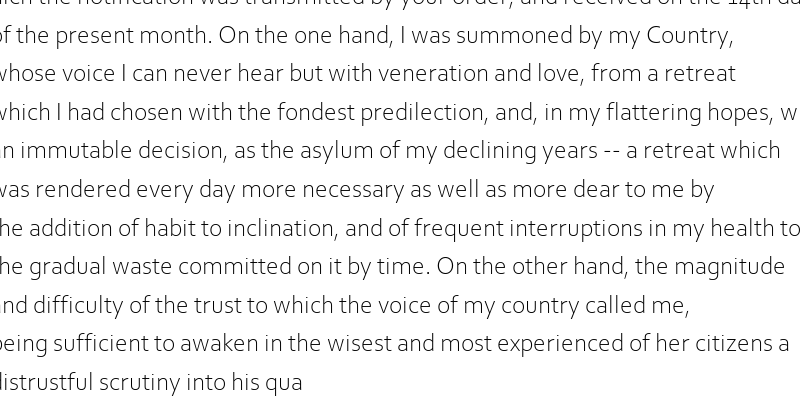 which the notification was transmitted by your order, and received on the 14th da
of the present month. On the one hand, I was summoned by my Country,
whose voice I can never hear but with veneration and love, from a retreat
which I had chosen with the fondest predilection, and, in my flattering hopes, w
an immutable decision, as the asylum of my declining years -- a retreat which
was rendered every day more necessary as well as more dear to me by
the addition of habit to inclination, and of frequent interruptions in my health to
the gradual waste committed on it by time. On the other hand, the magnitude
and difficulty of the trust to which the voice of my country called me,
being sufficient to awaken in the wisest and most experienced of her citizens a
distrustful scrutiny into his qua